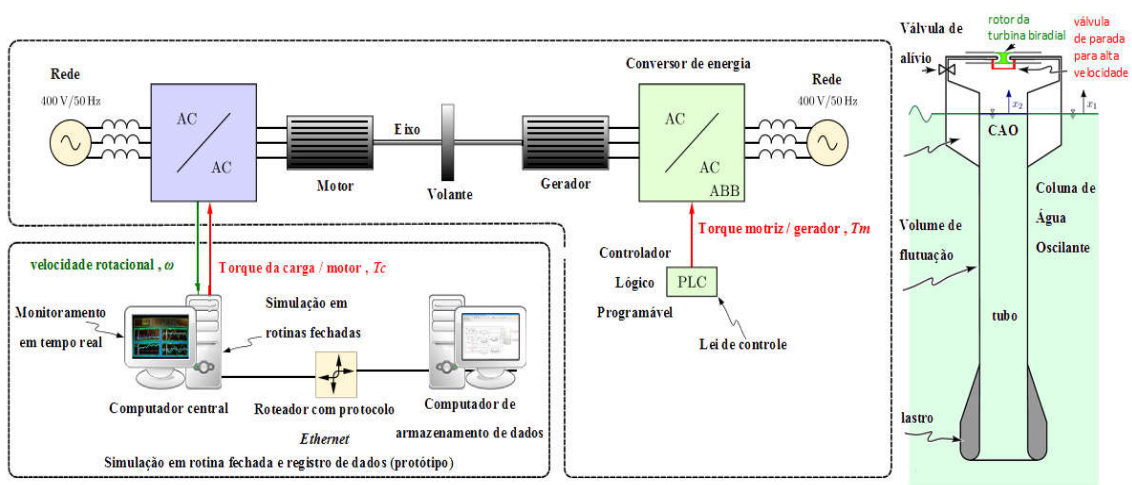 Rede
400 V/50 Hz
AC
AC
Motor
Eixo
Volante
Gerador
Conversor de energia
AC
AC
ABB
Rede
400 V/50 Hz
velocidade rotacional , ω
Torque da carga / motor , Tc
Torque motriz / gerador , Tm
Controlador
Lógico
Programável
PLC
Lei de controle
Monitoramento
em tempo real
Simulação em
rotinas fechadas
Computador central
Roteador com protocolo
Ethernet
Computador de
armazenamento de dados
Simulação em rotina fechada e registro de dados (protótipo)
Válvula de
alívio
rotor da
turbina biradial
válvula
de parada
para alta
velocidade
x2
x1
CAO
Coluna de
Água
Oscilante
Volume de
flutuação
tubo
lastro